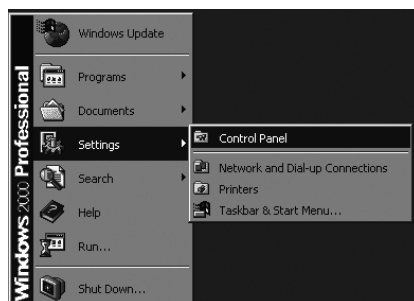 Windows 2000 Professional
Windows Update
Programs
Documents
Settings
Search
Help
Run...
Shut Down...
Control Panel
Network and Dial-up Connections
Printers
Taskbar & Start Menu...